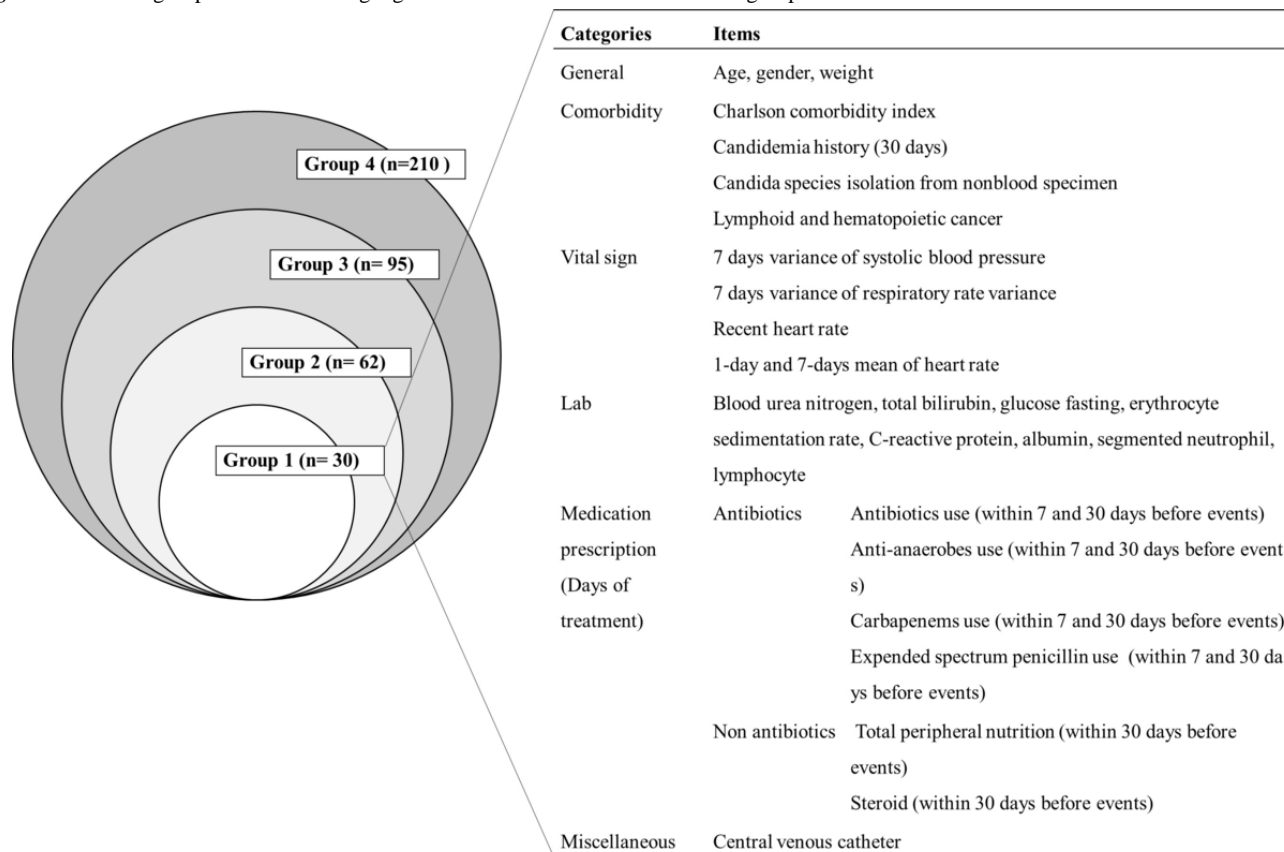 Group 4 (n=210 )
Group 3 (n= 95)
Group 2 (n= 62)
Group 1 (n= 30)
Categories Items
General Age, gender, weight
Comorbidity Charlson comorbidity index
Candidemia history (30 days)
Candida species isolation from nonblood specimen
Lymphoid and hematopoietic cancer
Vital sign 7 days variance of systolic blood pressure
7 days variance of respiratory rate variance
Recent heart rate
1-day and 7-days mean of heart rate
Lab Blood urea nitrogen, total bilirubin, glucose fasting, erythrocyte
sedimentation rate, C-reactive protein, albumin, segmented neutrophil,
lymphocyte
Medication Antibiotics Antibiotics use (within 7 and 30 days before events)
prescription Anti-anaerobes use (within 7 and 30 days before event
(Days of s)
treatment) Carbapenems use (within 7 and 30 days before events)
Expended spectrum penicillin use (within 7 and 30 da
ys before events)
Non antibiotics Total peripheral nutrition (within 30 days before
events)
Steroid (within 30 days before events)
Miscellaneous Central venous catheter